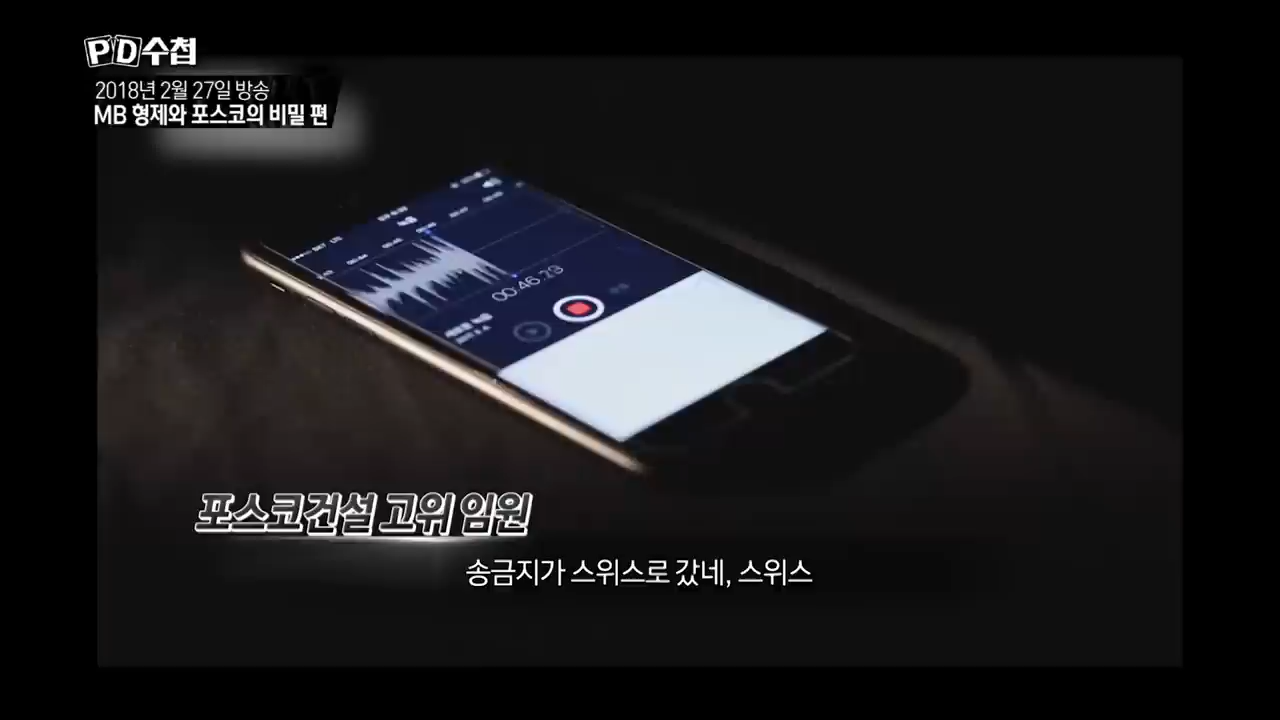 PD수첩
2018년 2월 27일 방송
MB 형제와 포스코의 비밀 편
00:46.29
포스코건설 고위 임원
송금지가 스위스로 갔네, 스위스